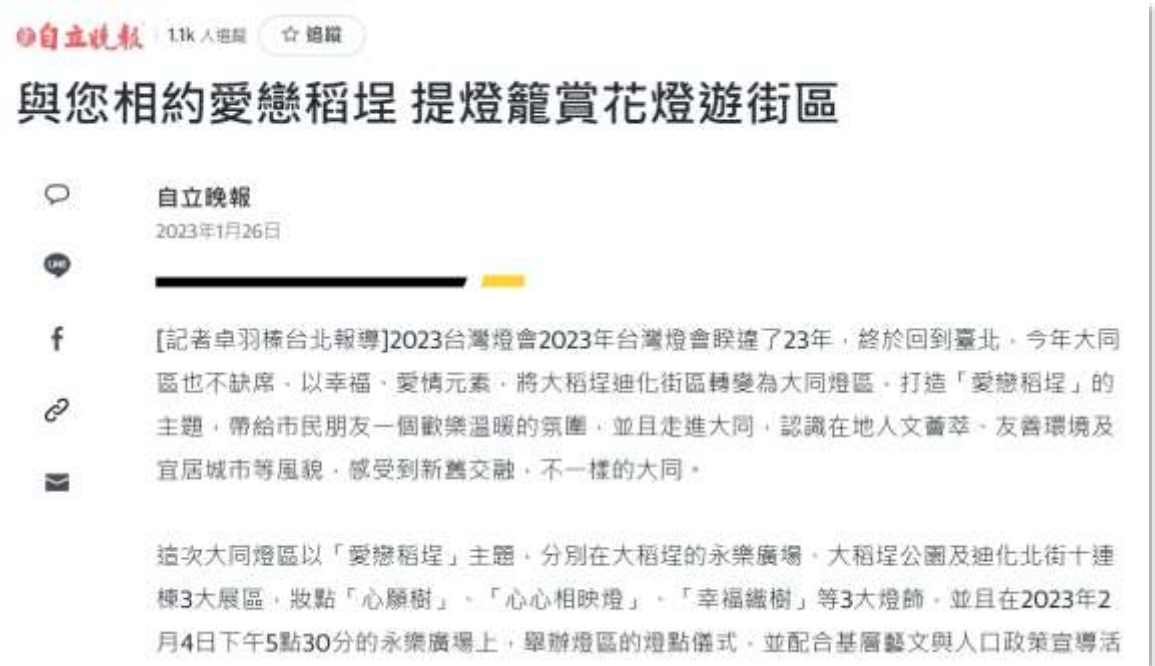 自立晚報 1.1k 人追蹤 ☆ 追蹤
與您相約愛戀稻埕 提燈籠賞花燈遊街區
自立晚報
2023年1月26日
LINE
[記者卓羽榛台北報導]2023台灣燈會2023年台灣燈會睽違了23年，終於回到臺北，今年大同
區也不缺席，以幸福、愛情元素，將大稻埕迪化街區轉變為大同燈區，打造「愛戀稻埕」的
主題，帶給市民朋友一個歡樂溫暖的氛圍，並且走進大同，認識在地人文薈萃、友善環境及
宜居城市等風貌，感受到新舊交融，不一樣的大同。
這次大同燈區以「愛戀稻埕」主題，分別在大稻埕的永樂廣場、大稻埕公園及迪化北街十連
棟3大展區，妝點「心願樹」、「心心相映燈」、「幸福織樹」等3大燈飾，並且在2023年2
月4日下午5點30分的永樂廣場上，舉辦燈區的燈點儀式，並配合基層藝文與人口政策宣導活